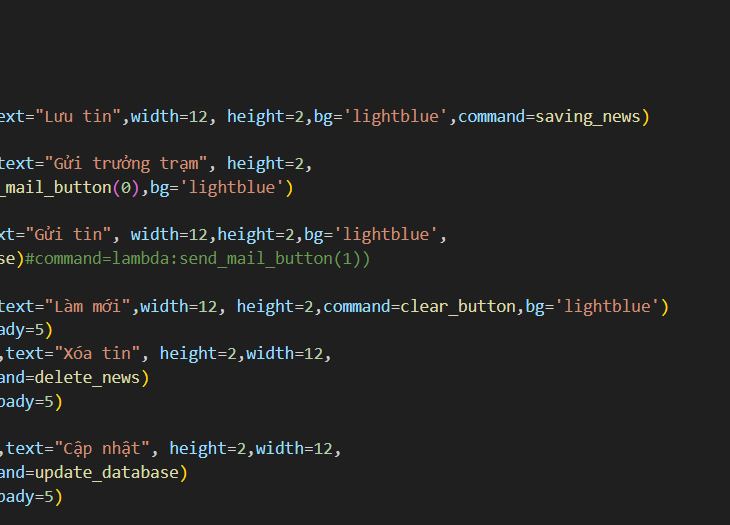 ext="Lưu tin",width=12, height=2,bg='lightblue',command=saving_news)
text="Gửi trưởng trạm", height=2,
_mail_button(0),bg='lightblue')
xt="Gửi tin", width=12,height=2,bg='lightblue',
se)#command=lambda:send_mail_button(1))
text="Làm mới",width=12, height=2,command=clear_button,bg='lightblue')
ady=5)
,text="Xóa tin", height=2,width=12,
and=delete_news)
pady=5)
,text="Cập nhật", height=2,width=12,
and=update_database)
pady=5)